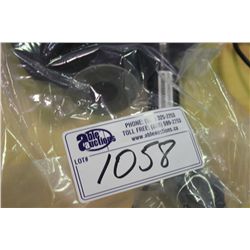 able
auctions
PHONE:
TOLL FREE:
www.ableauctions.ca
LOT#
1058